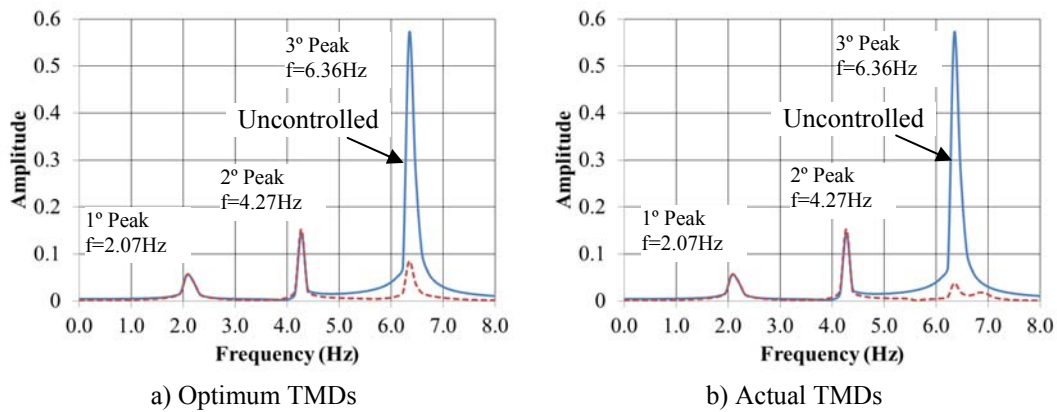 0.6
0.5
0.4
0.3
0.2
0.1
0
Amplitude
3º Peak
f=6.36Hz
Uncontrolled
2º Peak
f=4.27Hz
1º Peak
f=2.07Hz
0.0 1.0 2.0 3.0 4.0 5.0 6.0 7.0 8.0
Frequency (Hz)
a) Optimum TMDs
0.6
0.5
0.4
0.3
0.2
0.1
0
Amplitude
3º Peak
f=6.36Hz
Uncontrolled
2º Peak
f=4.27Hz
1º Peak
f=2.07Hz
0.0 1.0 2.0 3.0 4.0 5.0 6.0 7.0 8.0
Frequency (Hz)
b) Actual TMDs